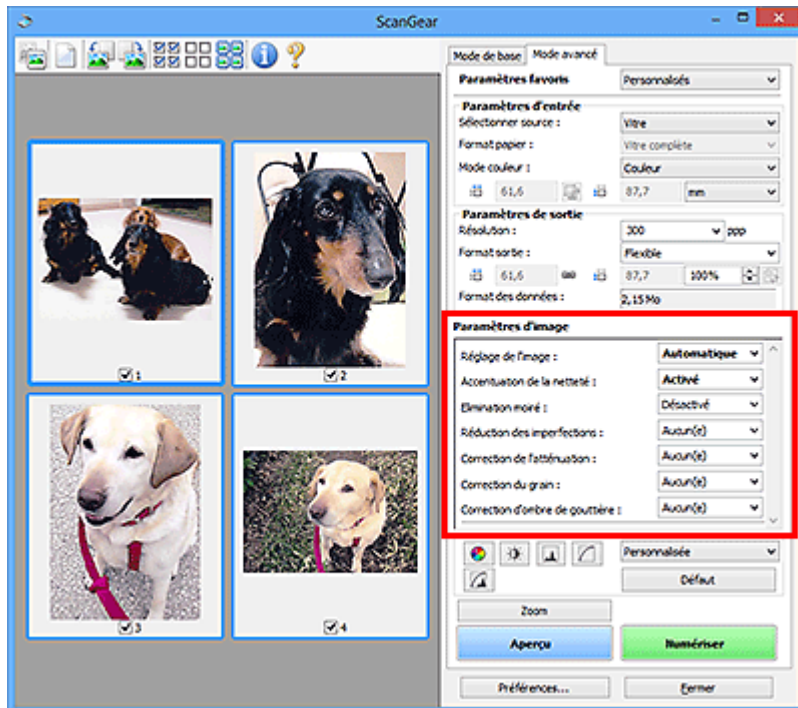 ScanGear
Mode de base Mode avancé
Paramètres favoris Personnalisés
Paramètres d'entrée
Sélectionner source : Vitre
Format papier : Vitre complète
Mode couleur : Couleur
61,6 87,7 mm
Paramètres de sortie
Résolution : 300 ppp
Format sortie : Flexible
61,6 87,7 100%
Format des données : 2,15 Mo
Paramètres d'image
Réglage de l'image : Automatique
Accentuation de la netteté : Activé
Elimination moiré : Désactivé
Réduction des imperfections : Aucun(e)
Correction de l'atténuation : Aucun(e)
Correction du grain : Aucun(e)
Correction d'ombre de gouttière : Aucun(e)
Personnalisée
Défaut
Zoom
Aperçu Numériser
Préférences... Fermer
1 2
3 4